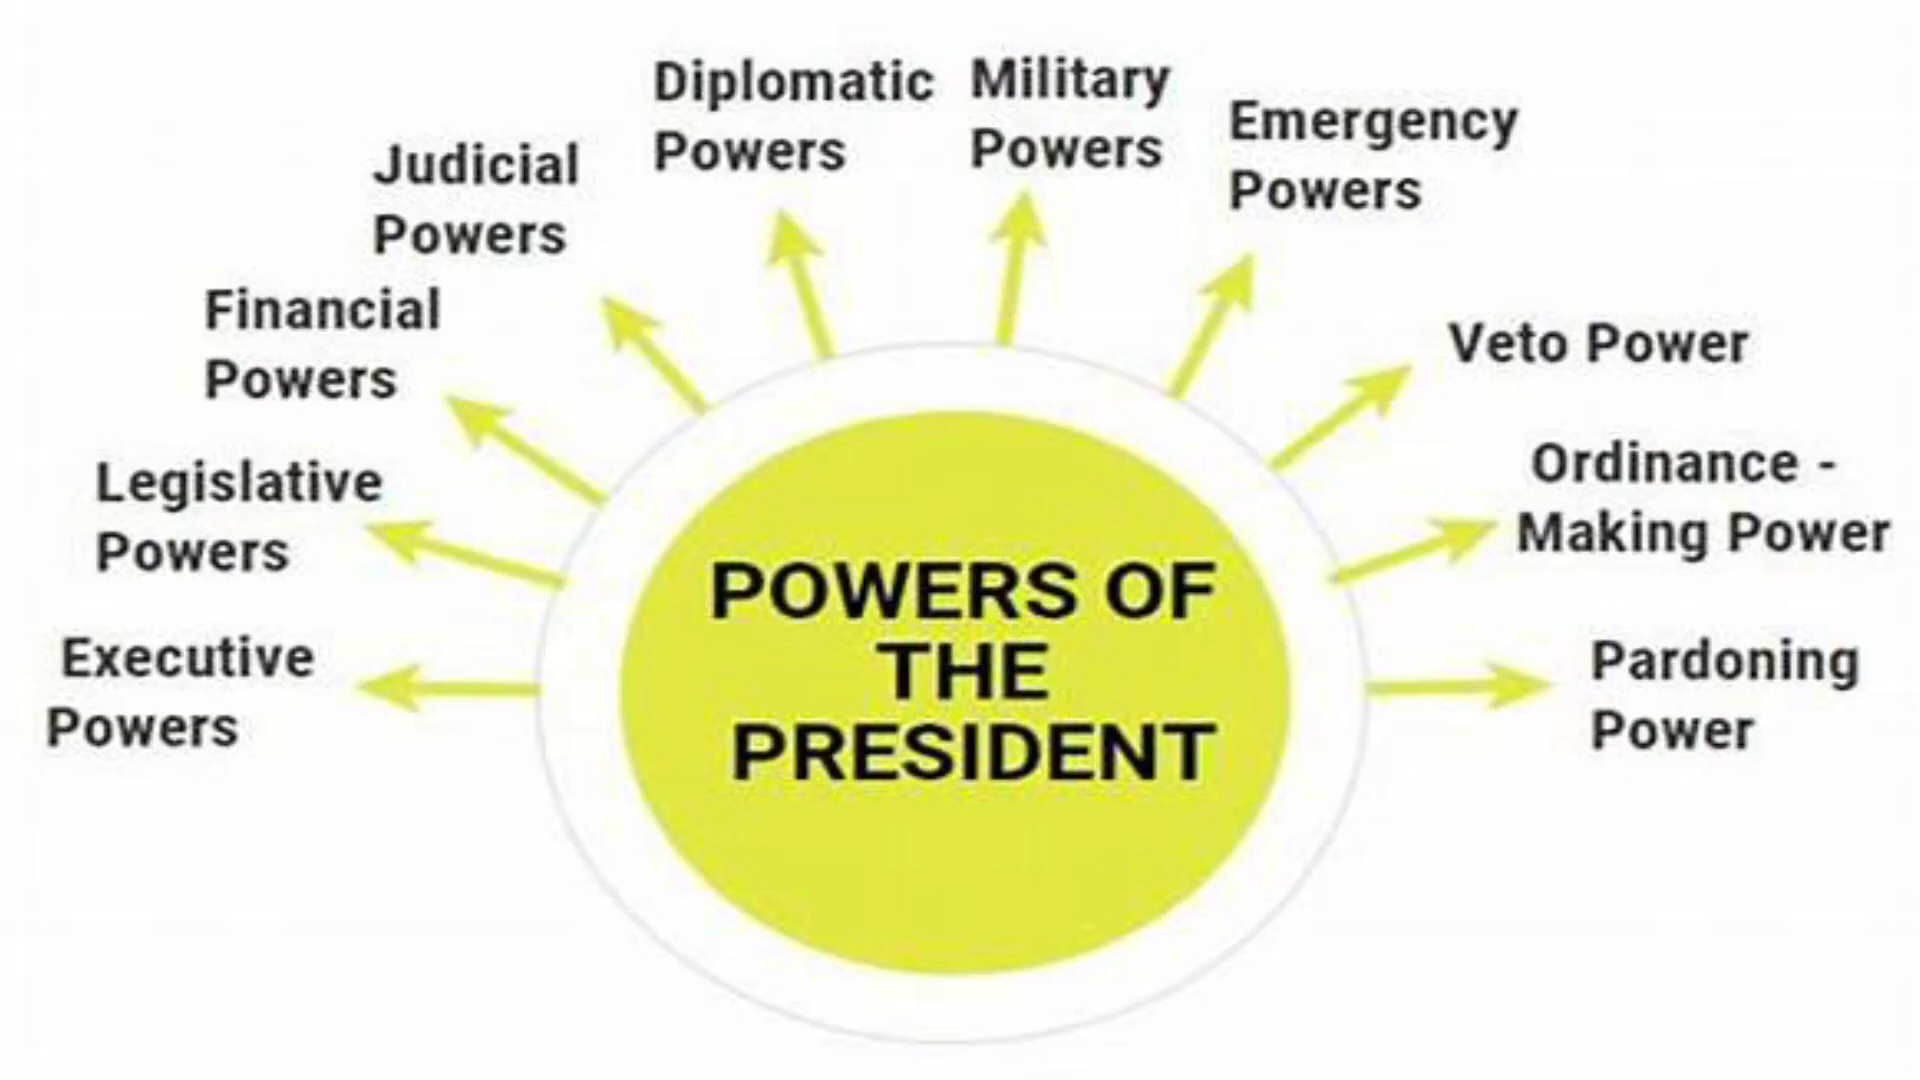 Diplomatic
Powers
Military
Powers
Emergency
Powers
Judicial
Powers
Financial
Powers
Veto Power
Legislative
Powers
Ordinance -
Making Power
Executive
Powers
Pardoning
Power
POWERS OF
THE
PRESIDENT